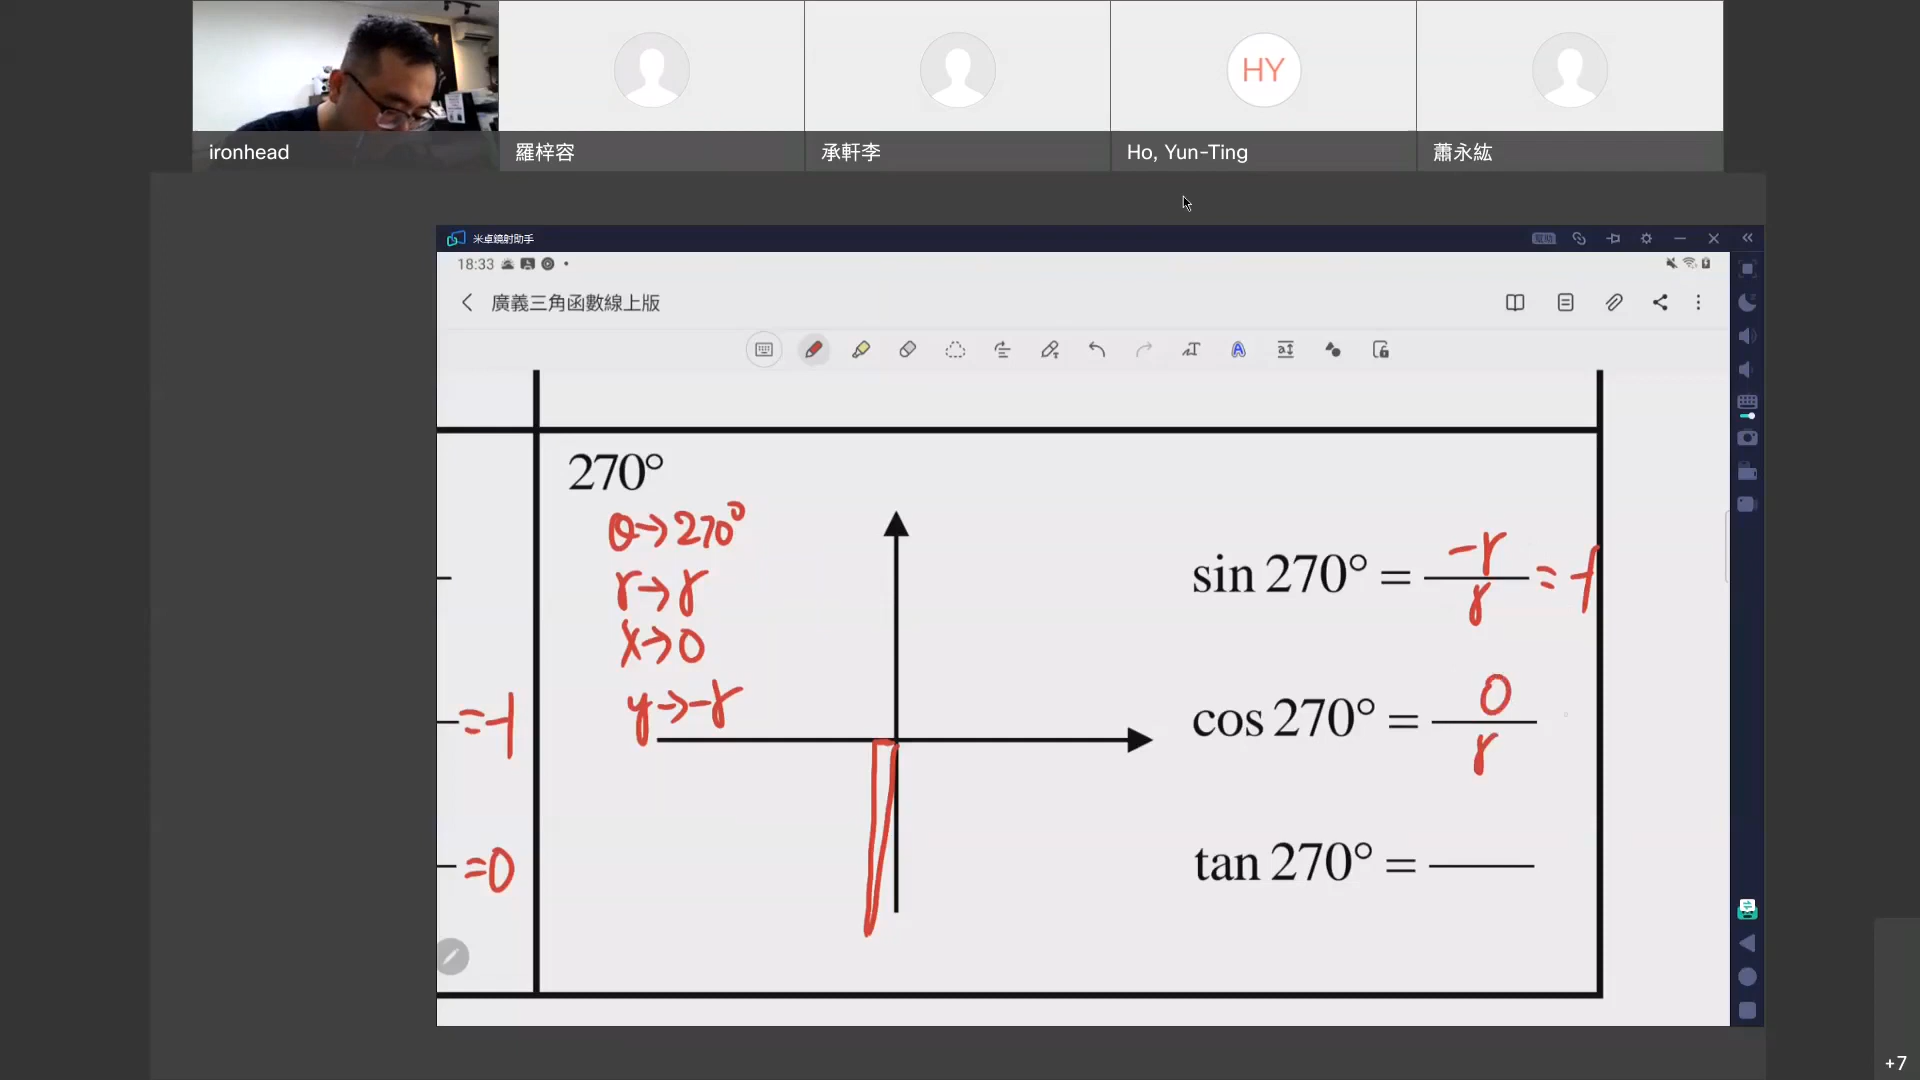 HY
ironhead
羅梓容
承軒李
Ho, Yun-Ting
蕭永紘
米卓鏡射助手
18:33
廣義三角函數線上版
270°
θ→270°
r→r
x→0
y→-r
sin 270° = -r/r = -1
cos 270° = 0/r
tan 270° =
=-1
=0
+7